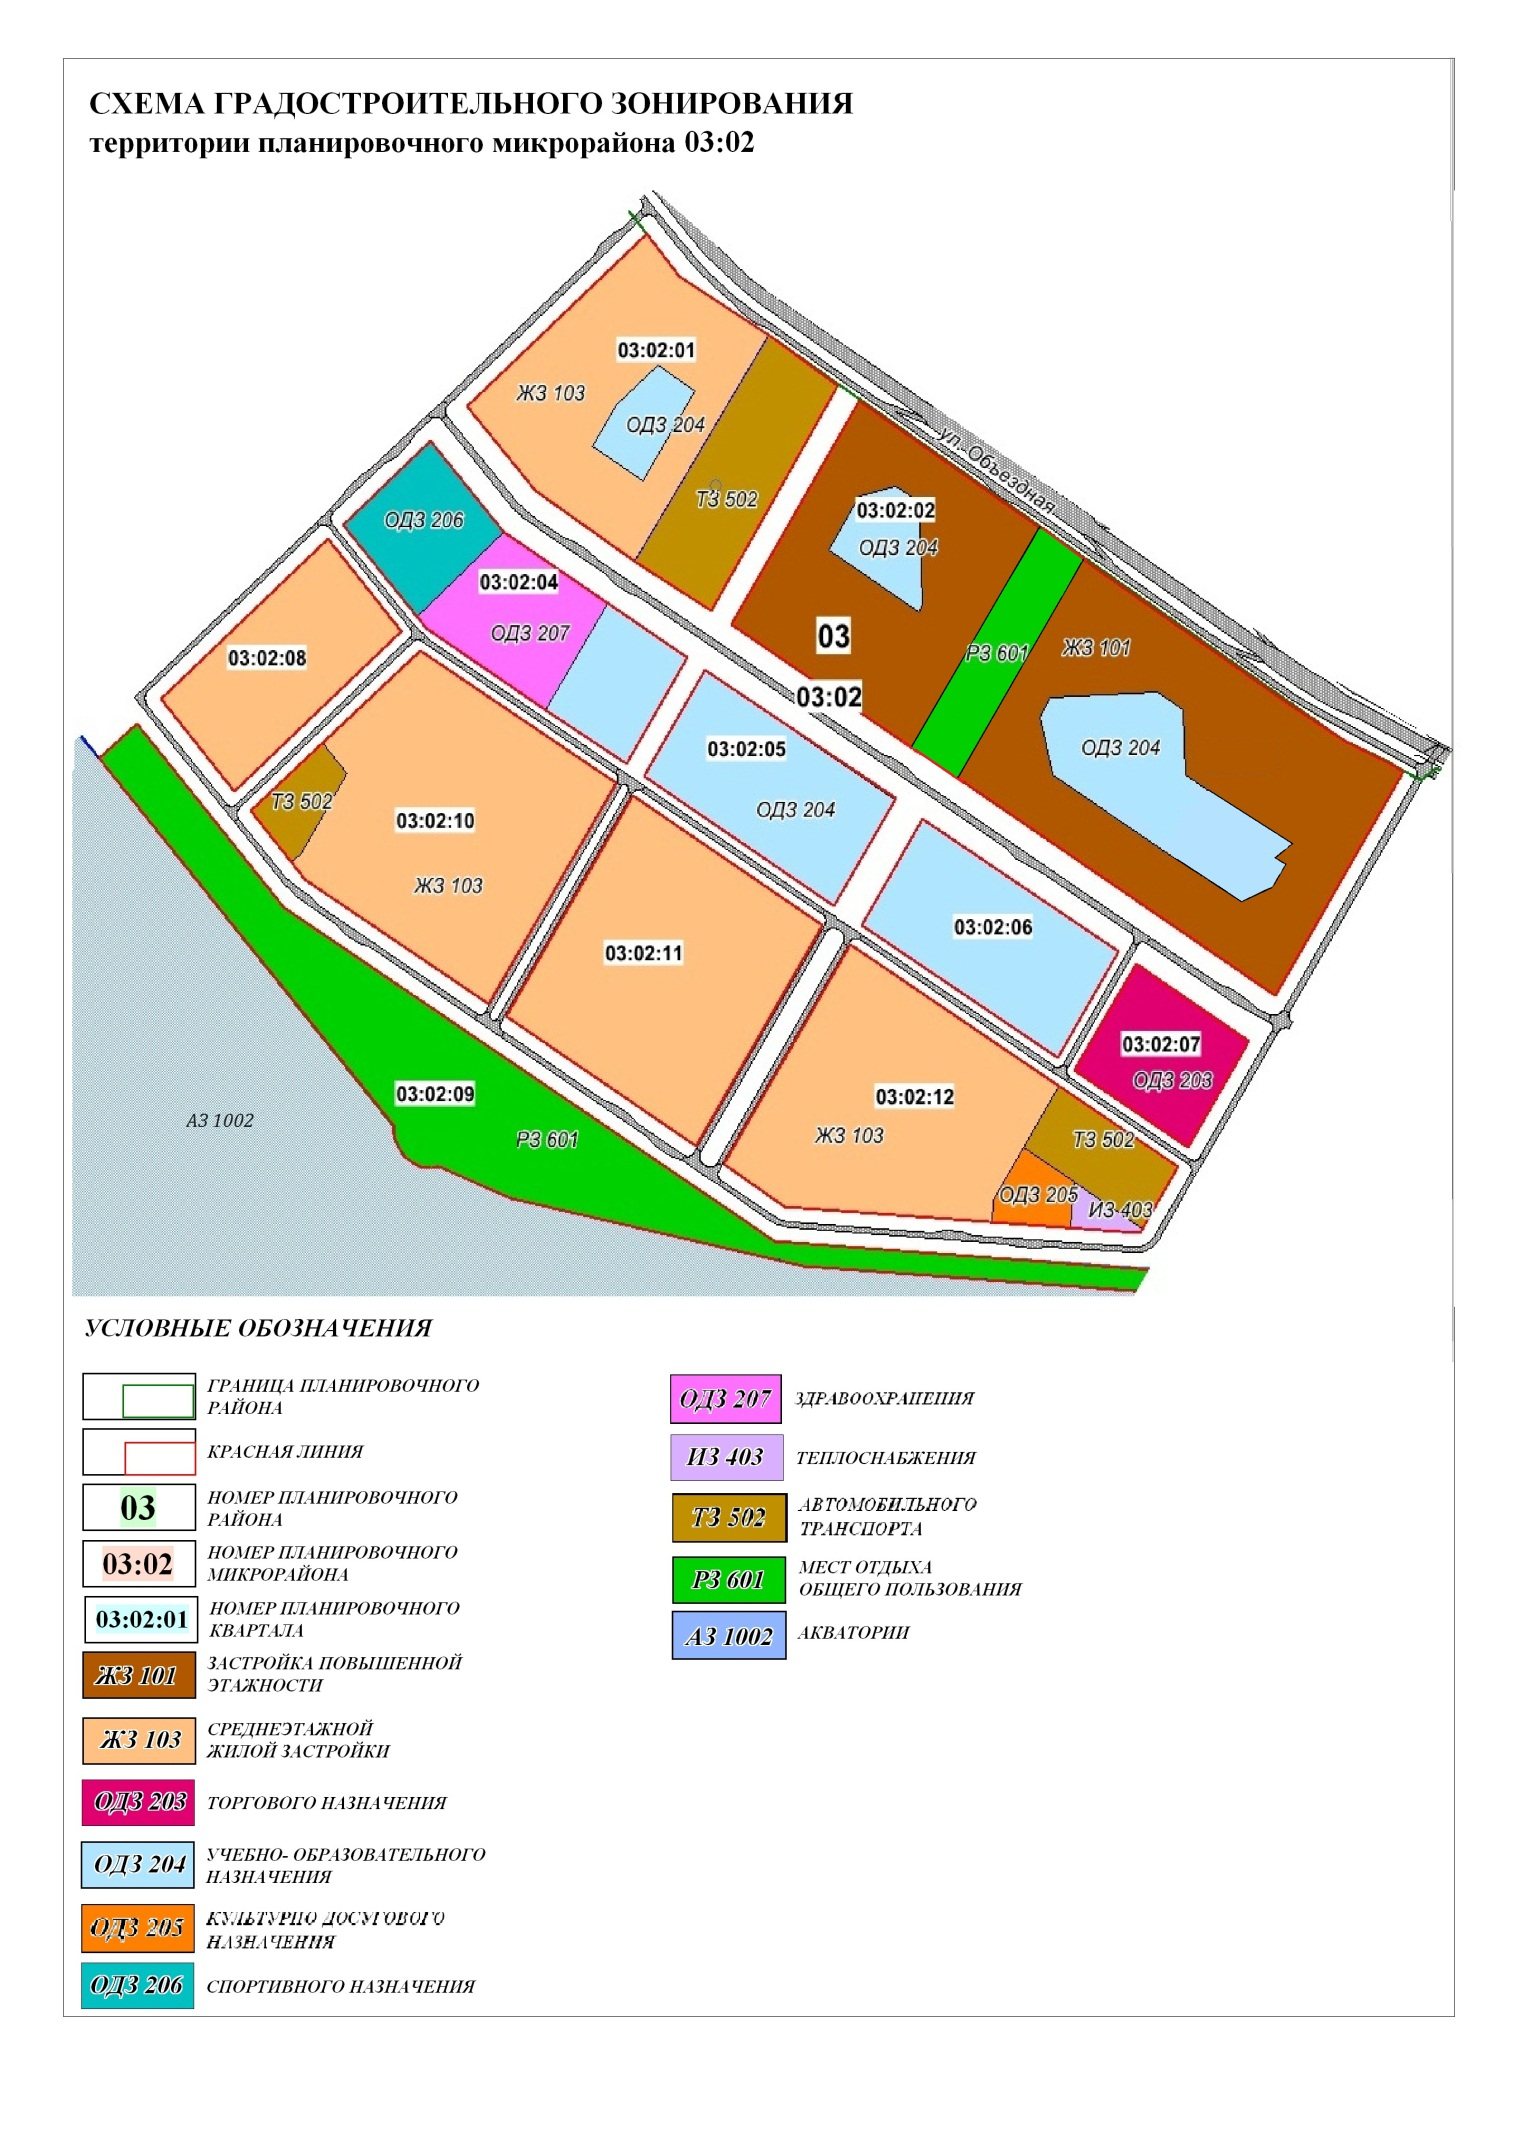 СХЕМА ГРАДОСТРОИТЕЛЬНОГО ЗОНИРОВАНИЯ
территории планировочного микрорайона 03:02
03:02:01
ЖЗ 103
ОДЗ 204
ТЗ 502
ул. Объездная
03:02:02
ОДЗ 204
ОДЗ 206
03:02:04
ОДЗ 207
03
РЗ 601
ЖЗ 101
03:02:08
03:02
03:02:05
ОДЗ 204
ОДЗ 204
ТЗ 502
03:02:10
ЖЗ 103
03:02:11
03:02:06
03:02:07
ОДЗ 203
03:02:09
03:02:12
АЗ 1002
РЗ 601
ЖЗ 103
ТЗ 502
ОДЗ 205
ИЗ 403
УСЛОВНЫЕ ОБОЗНАЧЕНИЯ
ГРАНИЦА ПЛАНИРОВОЧНОГО
РАЙОНА
КРАСНАЯ ЛИНИЯ
03
НОМЕР ПЛАНИРОВОЧНОГО
РАЙОНА
03:02
НОМЕР ПЛАНИРОВОЧНОГО
МИКРОРАЙОНА
03:02:01
НОМЕР ПЛАНИРОВОЧНОГО
КВАРТАЛА
ЖЗ 101
ЗАСТРОЙКА ПОВЫШЕННОЙ
ЭТАЖНОСТИ
ЖЗ 103
СРЕДНЕЭТАЖНОЙ
ЖИЛОЙ ЗАСТРОЙКИ
ОДЗ 203
ТОРГОВОГО НАЗНАЧЕНИЯ
ОДЗ 204
УЧЕБНО- ОБРАЗОВАТЕЛЬНОГО
НАЗНАЧЕНИЯ
ОДЗ 205
КУЛЬТУРНО ДОСУГОВОГО
НАЗНАЧЕНИЯ
ОДЗ 206
СПОРТИВНОГО НАЗНАЧЕНИЯ
ОДЗ 207
ЗДРАВООХРАНЕНИЯ
ИЗ 403
ТЕПЛОСНАБЖЕНИЯ
ТЗ 502
АВТОМОБИЛЬНОГО
ТРАНСПОРТА
РЗ 601
МЕСТ ОТДЫХА
ОБЩЕГО ПОЛЬЗОВАНИЯ
АЗ 1002
АКВАТОРИИ